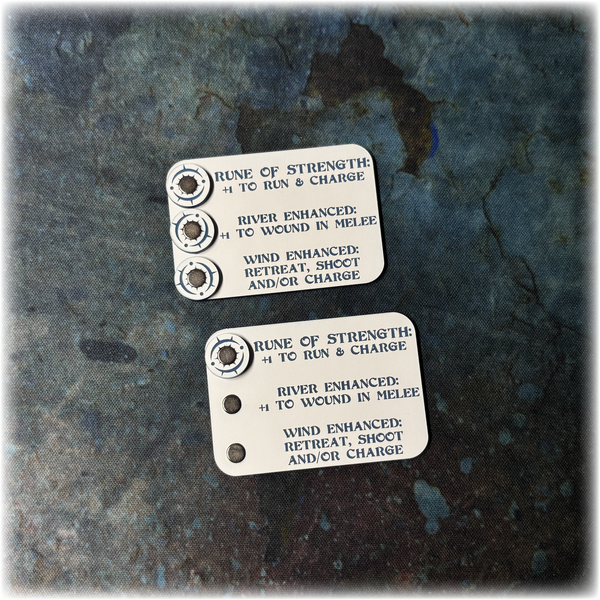 RUNE OF STRENGTH:
+1 TO RUN & CHARGE
RIVER ENHANCED:
+1 TO WOUND IN MELEE
WIND ENHANCED:
RETREAT, SHOOT
AND/OR CHARGE
RUNE OF STRENGTH:
+1 TO RUN & CHARGE
RIVER ENHANCED:
+1 TO WOUND IN MELEE
WIND ENHANCED:
RETREAT, SHOOT
AND/OR CHARGE